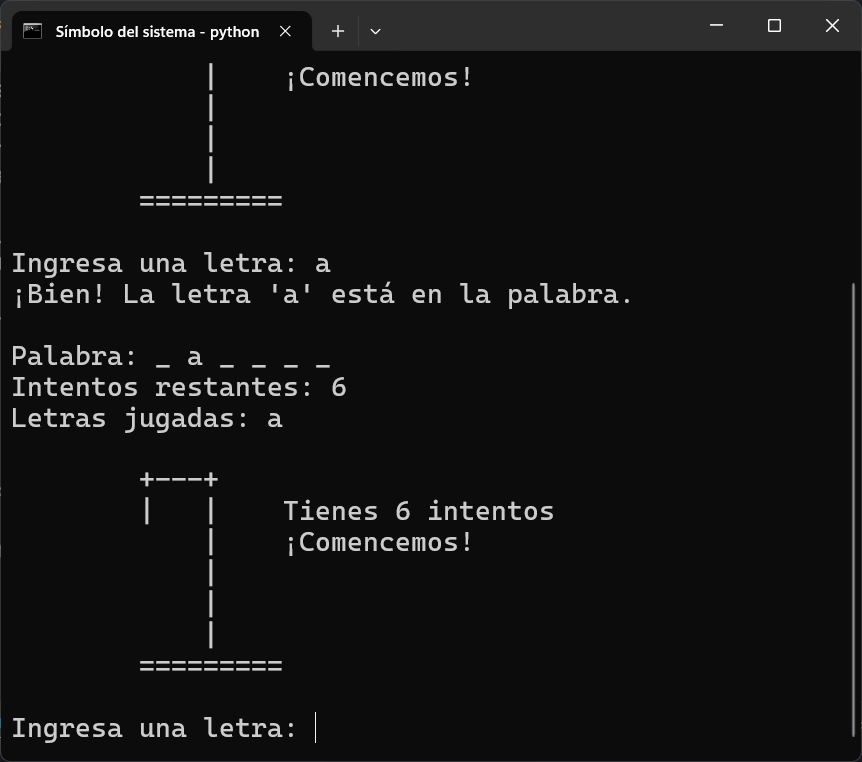 Símbolo del sistema - python
|    ¡Comencemos!
|
|
|
=========
Ingresa una letra: a
¡Bien! La letra 'a' está en la palabra.
Palabra: _ a _ _ _ _
Intentos restantes: 6
Letras jugadas: a
+---+
|   |    Tienes 6 intentos
|    ¡Comencemos!
|
|
|
=========
Ingresa una letra: